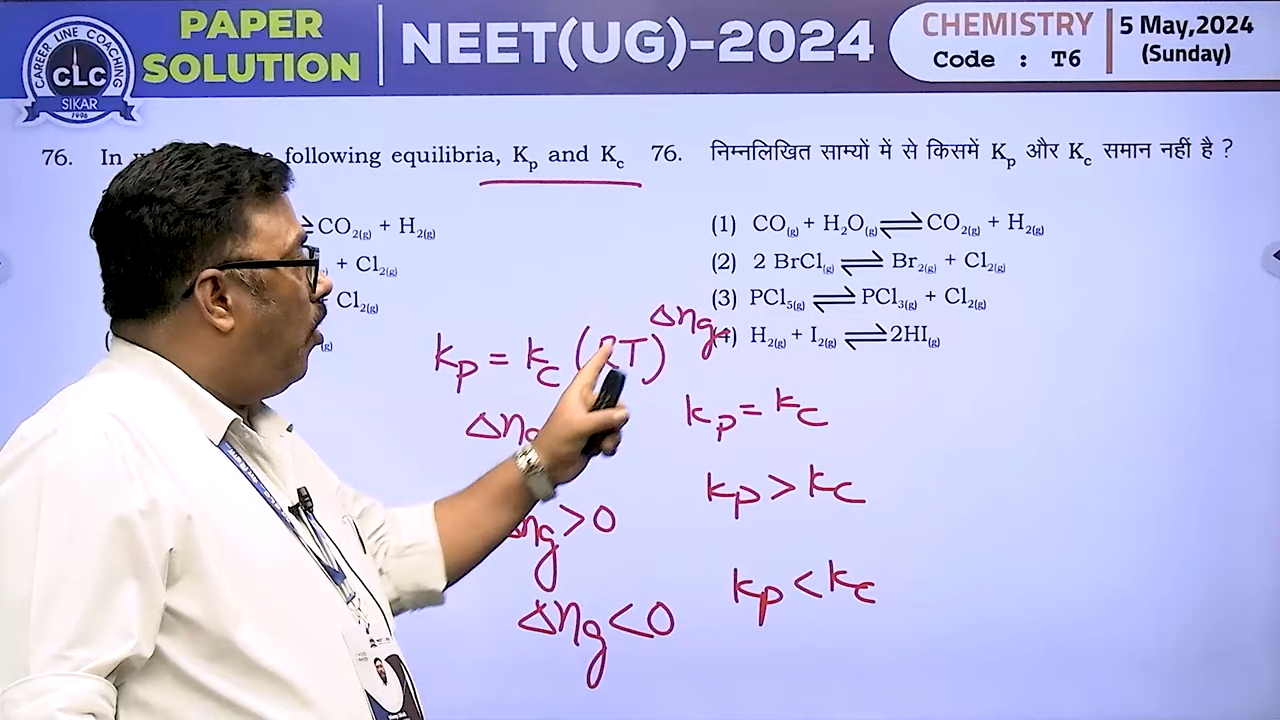 CAREER LINE COACHING
CLC
SIKAR
1996
PAPER
SOLUTION
NEET(UG)-2024
CHEMISTRY
Code : T6
5 May,2024
(Sunday)
76. In following equilibria, Kp and Kc
CO2(g) + H2(g)
+ Cl2(g)
Cl2(g)
(g)
76. निम्नलिखित साम्यों में से किसमें Kp और Kc समान नहीं है ?
(1) CO(g) + H2O(g) ⇌ CO2(g) + H2(g)
(2) 2 BrCl(g) ⇌ Br2(g) + Cl2(g)
(3) PCl5(g) ⇌ PCl3(g) + Cl2(g)
(4) H2(g) + I2(g) ⇌ 2HI(g)
Kp = Kc (RT)^Δng
Δng Kp = Kc
Δng > 0 Kp > Kc
Δng < 0 Kp < Kc